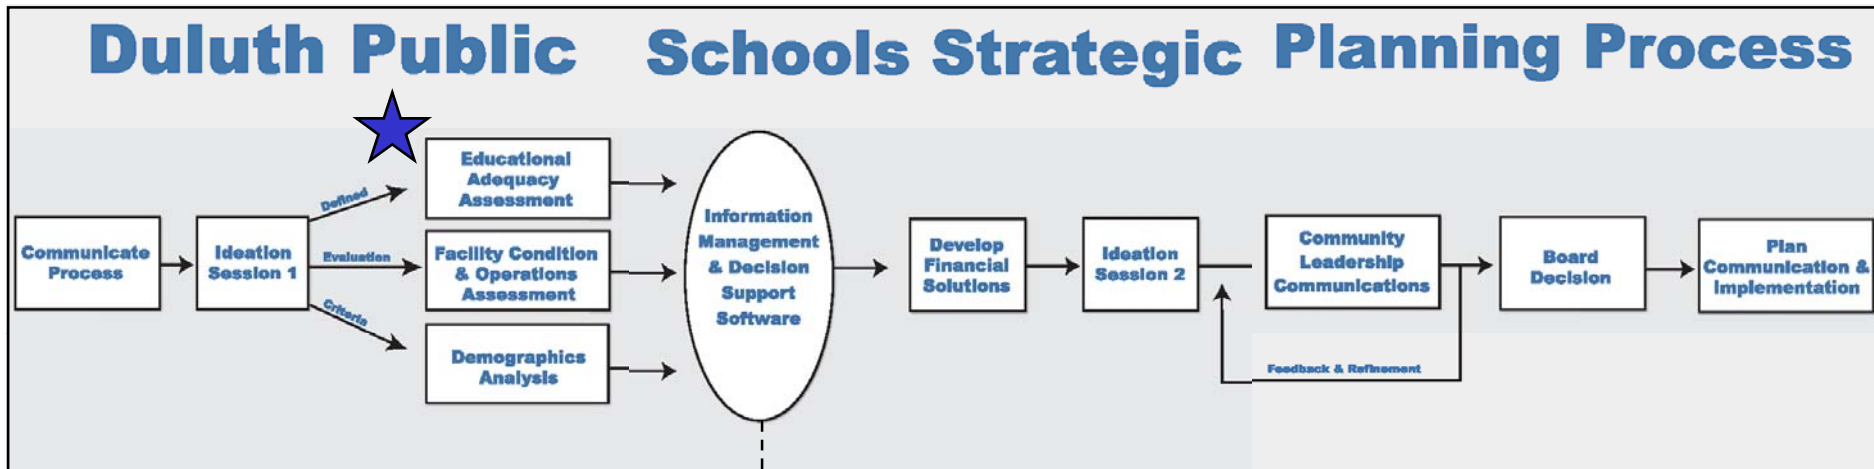 Duluth Public Schools Strategic Planning Process
Communicate
Process
Ideation
Session 1
Defined
Evaluation
Criteria
Educational
Adequacy
Assessment
Facility Condition
& Operations
Assessment
Demographics
Analysis
Information
Management
& Decision
Support
Software
Develop
Financial
Solutions
Ideation
Session 2
Community
Leadership
Communications
Feedback & Refinement
Board
Decision
Plan
Communication &
Implementation